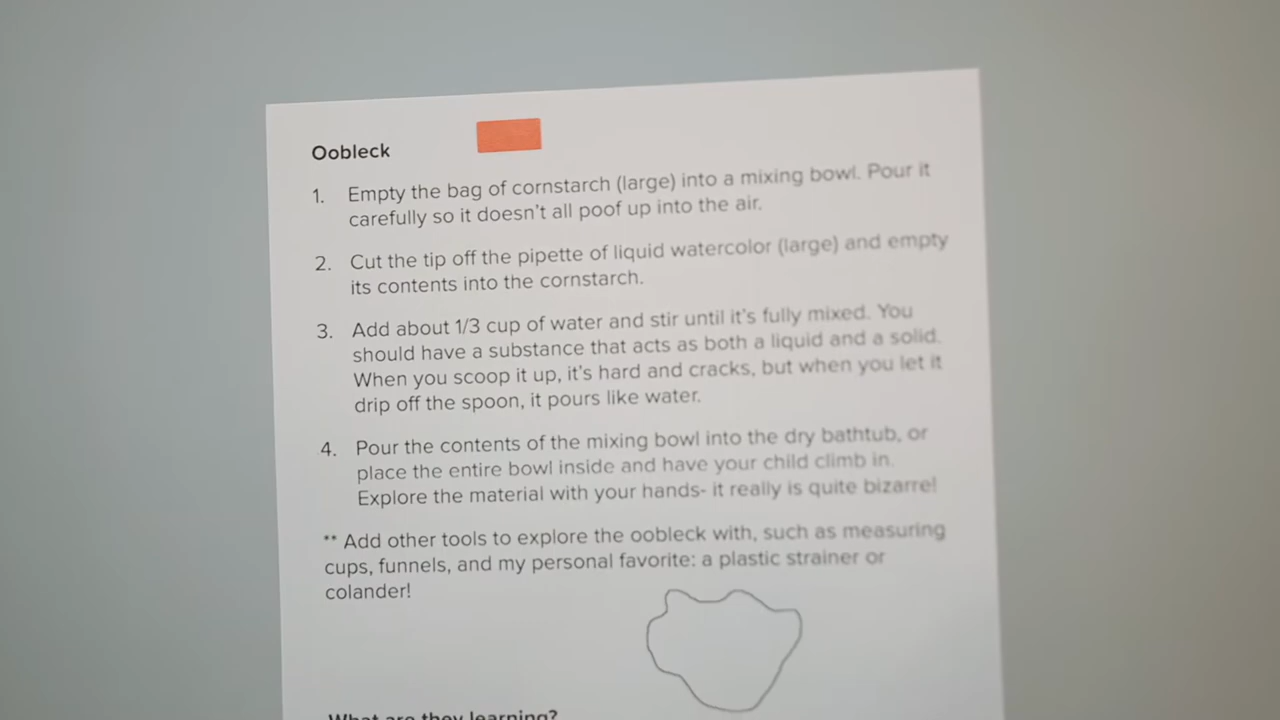 Oobleck
1. Empty the bag of cornstarch (large) into a mixing bowl. Pour it
carefully so it doesn't all poof up into the air.
2. Cut the tip off the pipette of liquid watercolor (large) and empty
its contents into the cornstarch.
3. Add about 1/3 cup of water and stir until it's fully mixed. You
should have a substance that acts as both a liquid and a solid.
When you scoop it up, it's hard and cracks, but when you let it
drip off the spoon, it pours like water.
4. Pour the contents of the mixing bowl into the dry bathtub, or
place the entire bowl inside and have your child climb in.
Explore the material with your hands- it really is quite bizarre!
** Add other tools to explore the oobleck with, such as measuring
cups, funnels, and my personal favorite: a plastic strainer or
colander!
What are they learning?